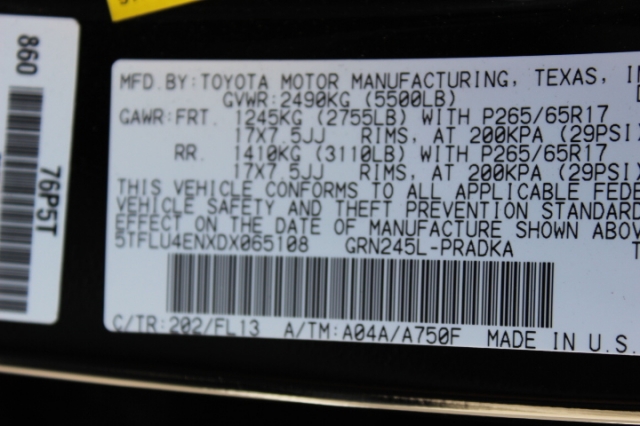 860
76P5T
MFD. BY: TOYOTA MOTOR MANUFACTURING, TEXAS, IN
GVWR: 2490KG (5500LB)
GAWR: FRT. 1245KG (2755LB) WITH P265/65R17
17X7.5JJ RIMS, AT 200KPA (29PSI)
RR. 1410KG (3110LB) WITH P265/65R17
17X7.5JJ RIMS, AT 200KPA (29PSI)
THIS VEHICLE CONFORMS TO ALL APPLICABLE FEDE
VEHICLE SAFETY AND THEFT PREVENTION STANDARD
EFFECT ON THE DATE OF MANUFACTURE SHOWN ABOV
5TFLU4ENXDX065108 GRN245L-PRADKA T
C/TR: 202/FL13 A/TM: A04A/A750F MADE IN U.S.